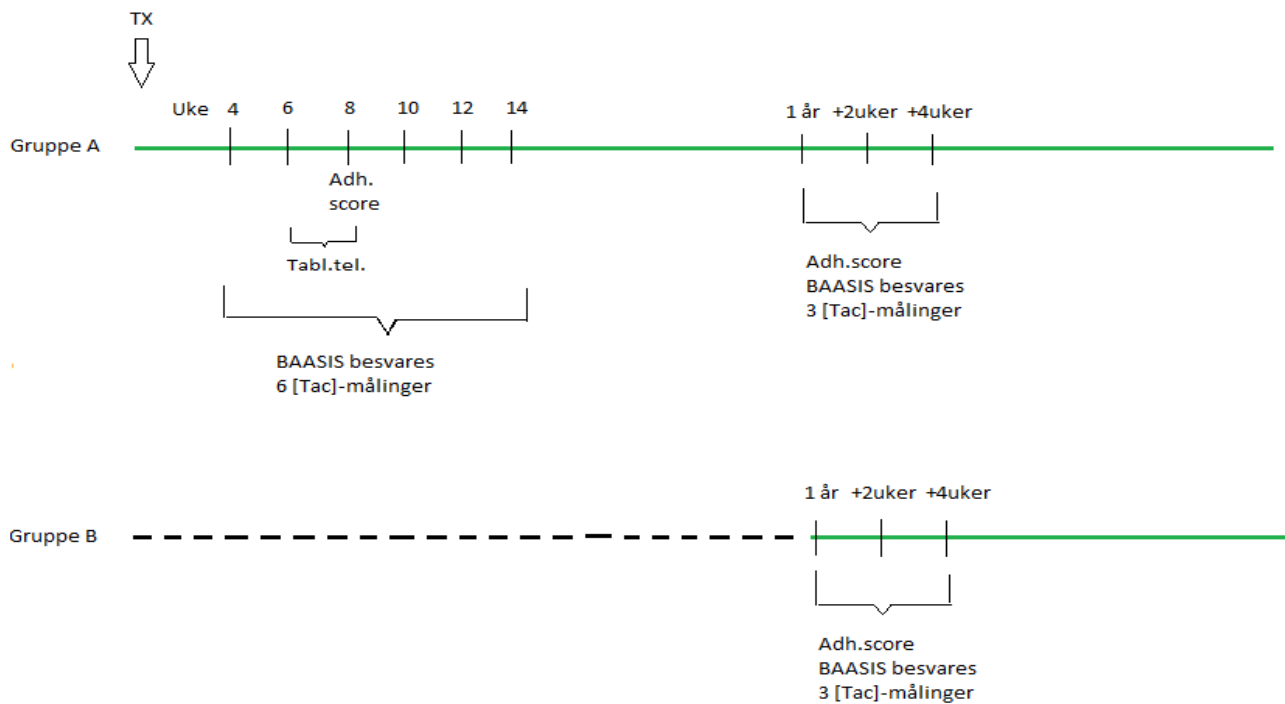 TX
Uke 4 6 8 10 12 14
1 år +2uker +4uker
Gruppe A
Adh.
score
Tabl.tel.
BAASIS besvares
6 [Tac]-målinger
Adh.score
BAASIS besvares
3 [Tac]-målinger
1 år +2uker +4uker
Gruppe B
Adh.score
BAASIS besvares
3 [Tac]-målinger